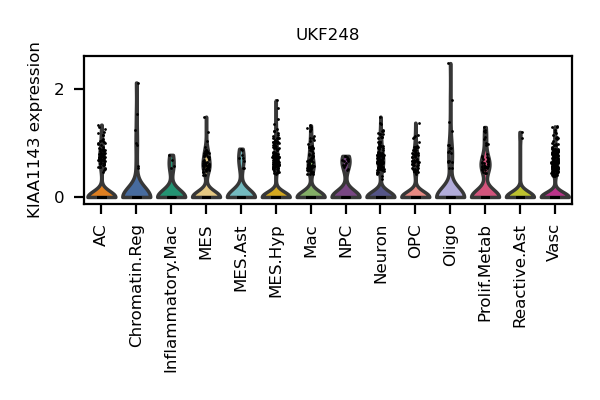 UKF248
KIAA1143 expression
2
0
AC
Chromatin.Reg
Inflammatory.Mac
MES
MES.Ast
MES.Hyp
Mac
NPC
Neuron
OPC
Oligo
Prolif.Metab
Reactive.Ast
Vasc